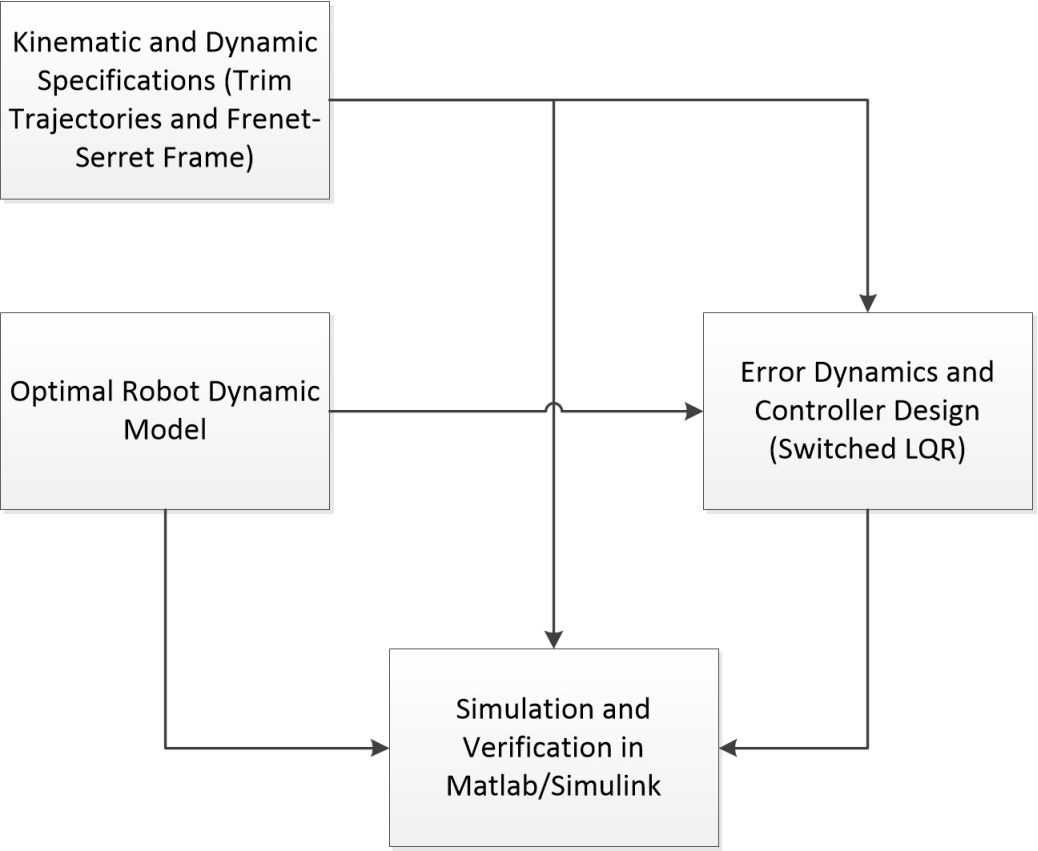 Kinematic and Dynamic
Specifications (Trim
Trajectories and Frenet-
Serret Frame)
Optimal Robot Dynamic
Model
Error Dynamics and
Controller Design
(Switched LQR)
Simulation and
Verification in
Matlab/Simulink